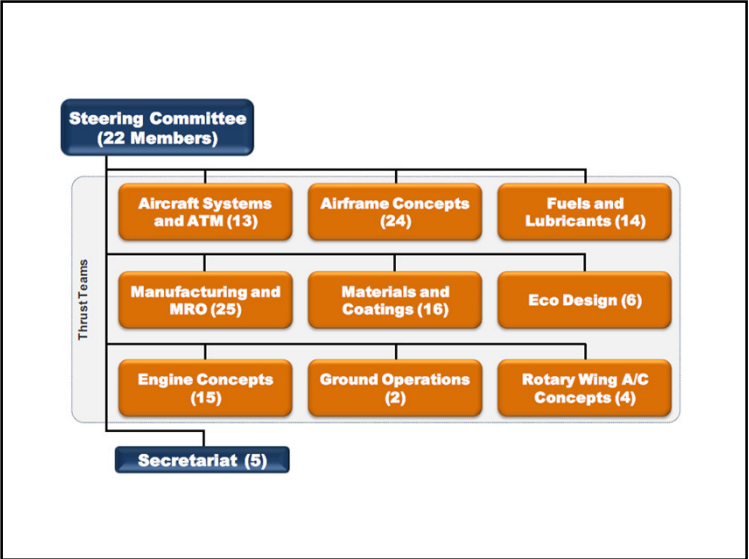 Steering Committee
(22 Members)
Thrust Teams
Aircraft Systems
and ATM (13)
Airframe Concepts
(24)
Fuels and
Lubricants (14)
Manufacturing and
MRO (25)
Materials and
Coatings (16)
Eco Design (6)
Engine Concepts
(15)
Ground Operations
(2)
Rotary Wing A/C
Concepts (4)
Secretariat (5)